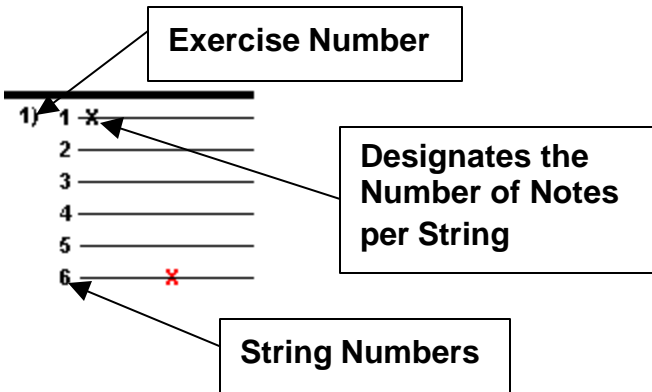 Exercise Number
1) 1 X
2
3
4
5
6 X
Designates the
Number of Notes
per String
String Numbers